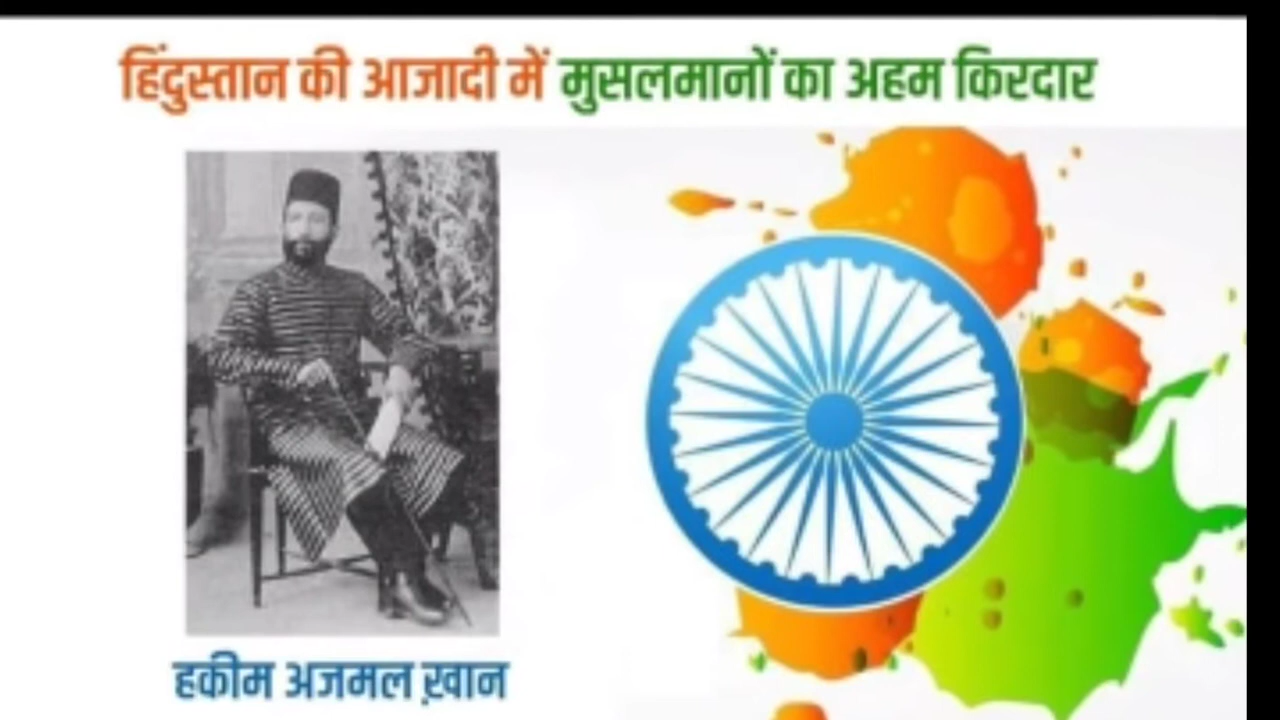 हिंदुस्तान की आजादी में मुसलमानों का अहम किरदार
हकीम अजमल ख़ान